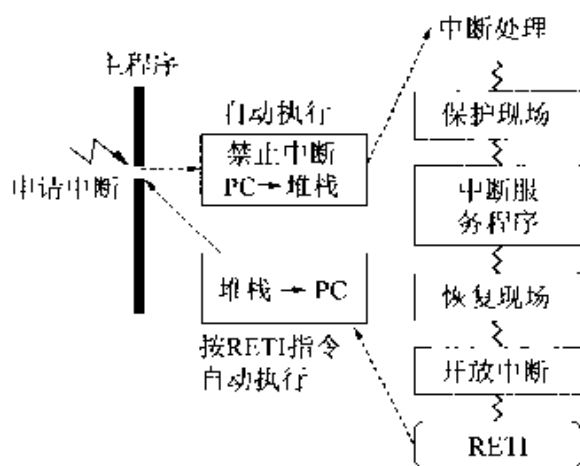 主程序
申请中断
自动执行
禁止中断
PC→堆栈
堆栈→PC
按RETI指令
自动执行
中断处理
保护现场
中断服
务程序
恢复现场
开放中断
RETI